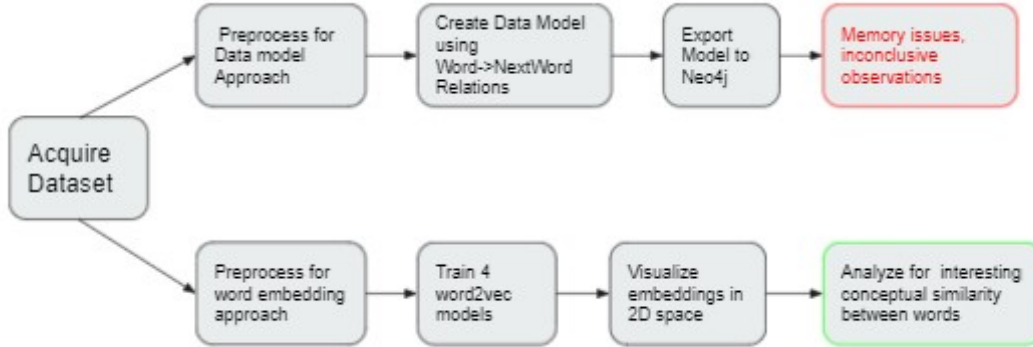 Preprocess for
Data model
Approach
Create Data Model
using
Word->NextWord
Relations
Export
Model to
Neo4j
Memory issues,
inconclusive
observations
Acquire
Dataset
Preprocess for
word embedding
approach
Train 4
word2vec
models
Visualize
embeddings in
2D space
Analyze for interesting
conceptual similarity
between words